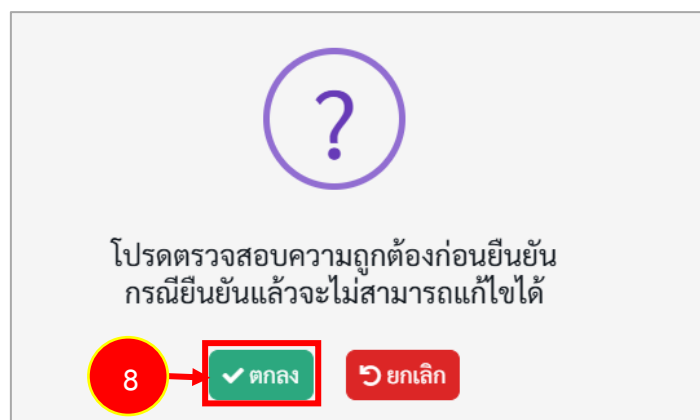 ?
โปรดตรวจสอบความถูกต้องก่อนยืนยัน
กรณียืนยันแล้วจะไม่สามารถแก้ไขได้
8 ตกลง ยกเลิก